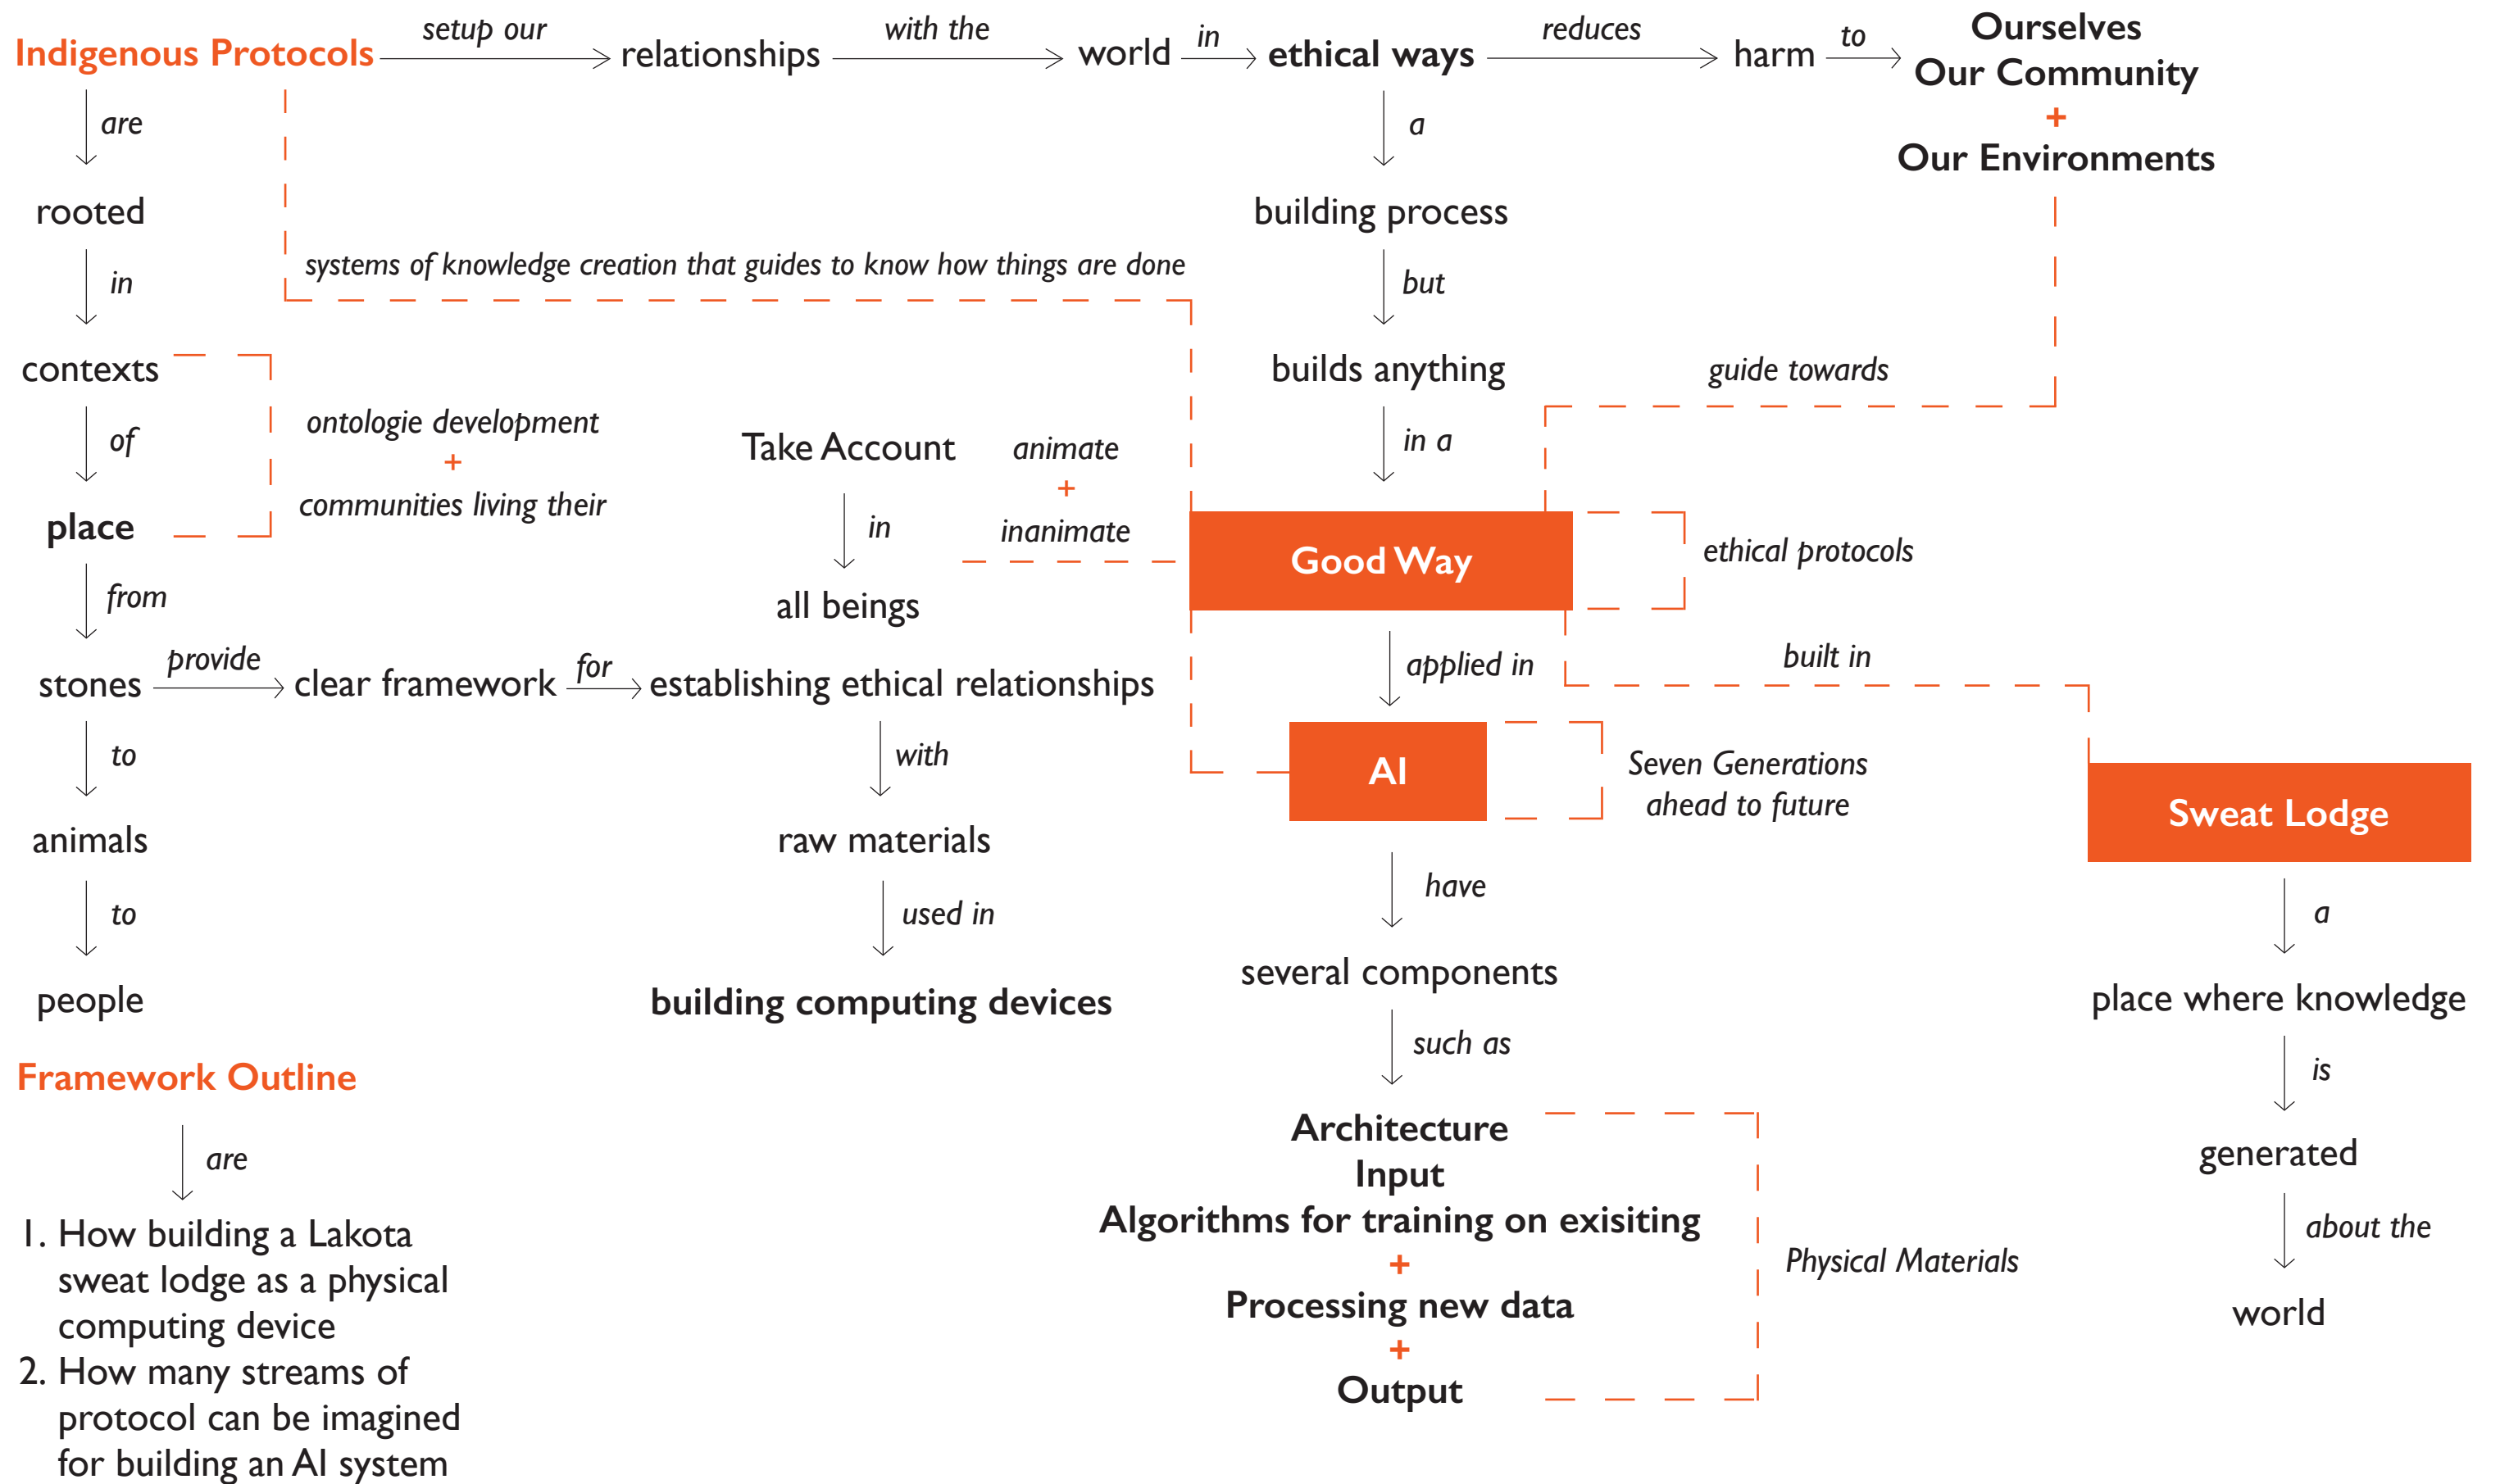 Indigenous Protocols
setup our
relationships
with the
world
in
ethical ways
reduces
harm
to
Ourselves
Our Community
+
Our Environments
are
rooted
in
contexts
of
place
from
stones
to
animals
to
people
systems of knowledge creation that guides to know how things are done
ontologie development
+
communities living their
provide
clear framework
for
establishing ethical relationships
with
raw materials
used in
building computing devices
Take Account
in
all beings
animate
+
inanimate
a
building process
but
builds anything
in a
Good Way
guide towards
ethical protocols
applied in
built in
AI
Seven Generations
ahead to future
have
several components
such as
Architecture
Input
Algorithms for training on exisiting
+
Processing new data
+
Output
Physical Materials
Sweat Lodge
a
place where knowledge
is
generated
about the
world
Framework Outline
are
1. How building a Lakota
sweat lodge as a physical
computing device
2. How many streams of
protocol can be imagined
for building an AI system